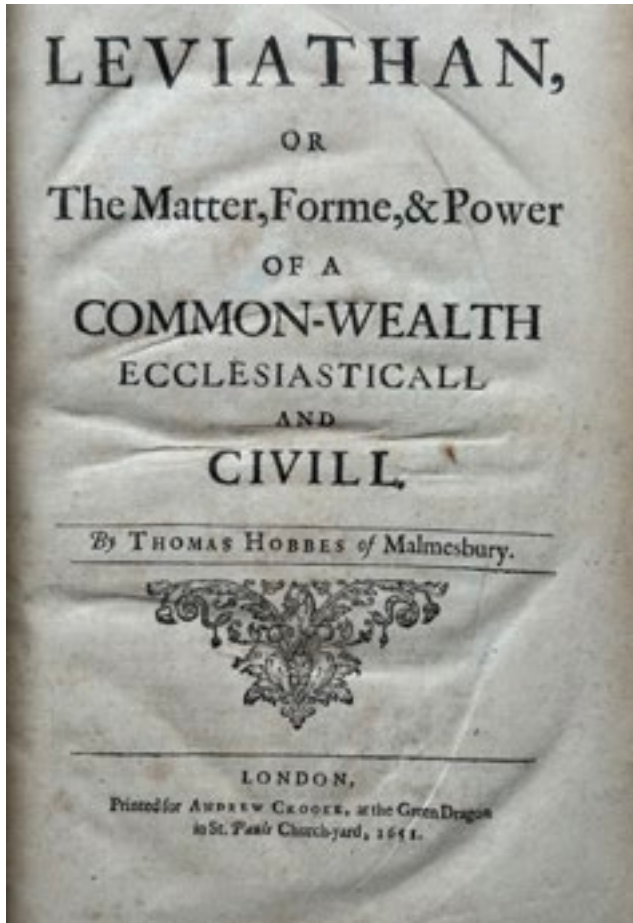 LEVIATHAN,
OR
The Matter, Forme, & Power
OF A
COMMON-WEALTH
ECCLESIASTICALL
AND
CIVILL.
By THOMAS HOBBES of Malmesbury.
LONDON,
Printed for ANDREW CROOKE, at the Green Dragon
in St. Pauls Church-yard, 1651.